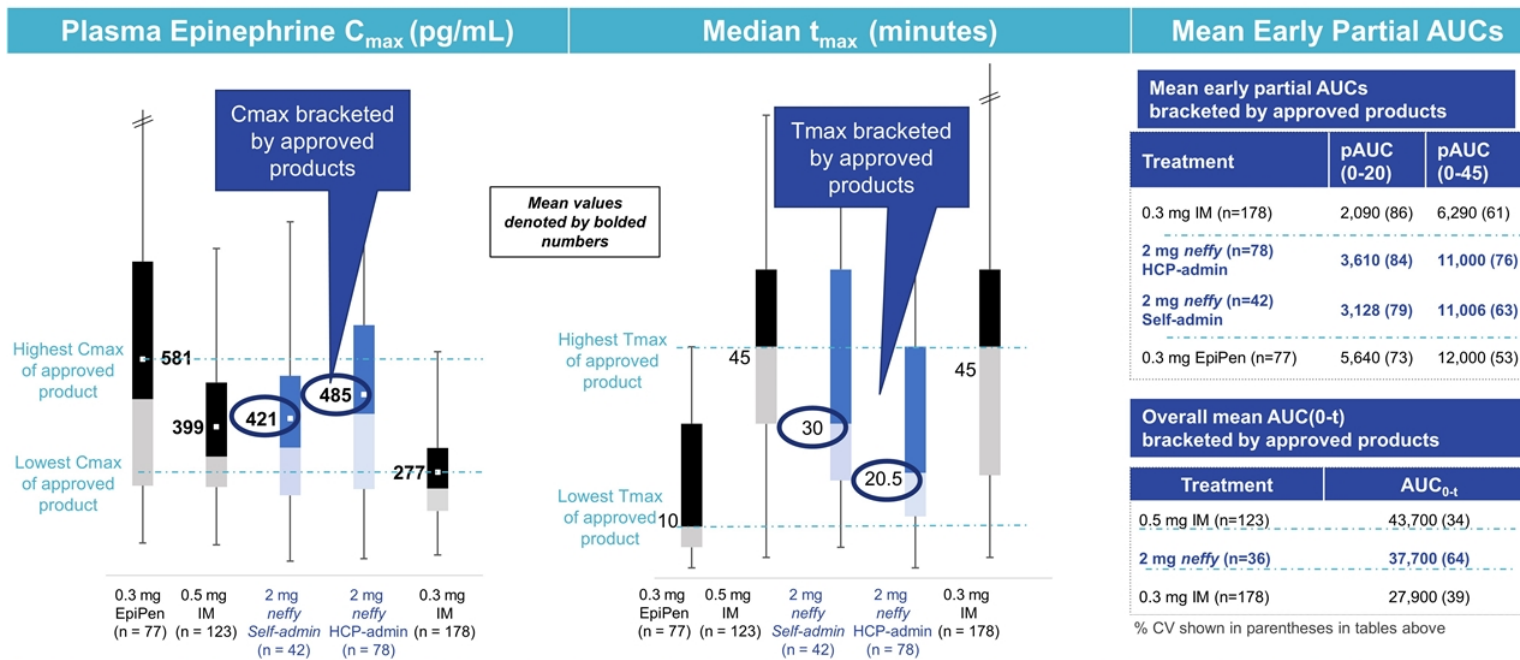 Plasma Epinephrine Cmax (pg/mL)
Cmax bracketed
by approved
products
Highest Cmax
of approved
product
581
399
421
485
277
Lowest Cmax
of approved
product
0.3 mg
EpiPen
(n = 77)
0.5 mg
IM
(n = 123)
2 mg
neffy
Self-admin
(n = 42)
2 mg
neffy
HCP-admin
(n = 78)
0.3 mg
IM
(n = 178)
Mean values
denoted by bolded
numbers
Median tmax (minutes)
Tmax bracketed
by approved
products
Highest Tmax
of approved
product
45
30
20.5
45
Lowest Tmax
of approved
product
10
0.3 mg
EpiPen
(n = 77)
0.5 mg
IM
(n = 123)
2 mg
neffy
Self-admin
(n = 42)
2 mg
neffy
HCP-admin
(n = 78)
0.3 mg
IM
(n = 178)
Mean Early Partial AUCs
Mean early partial AUCs
bracketed by approved products
Treatment pAUC (0-20) pAUC (0-45)
0.3 mg IM (n=178) 2,090 (86) 6,290 (61)
2 mg neffy (n=78) HCP-admin 3,610 (84) 11,000 (76)
2 mg neffy (n=42) Self-admin 3,128 (79) 11,006 (63)
0.3 mg EpiPen (n=77) 5,640 (73) 12,000 (53)
Overall mean AUC(0-t)
bracketed by approved products
Treatment AUC0-t
0.5 mg IM (n=123) 43,700 (34)
2 mg neffy (n=36) 37,700 (64)
0.3 mg IM (n=178) 27,900 (39)
% CV shown in parentheses in tables above